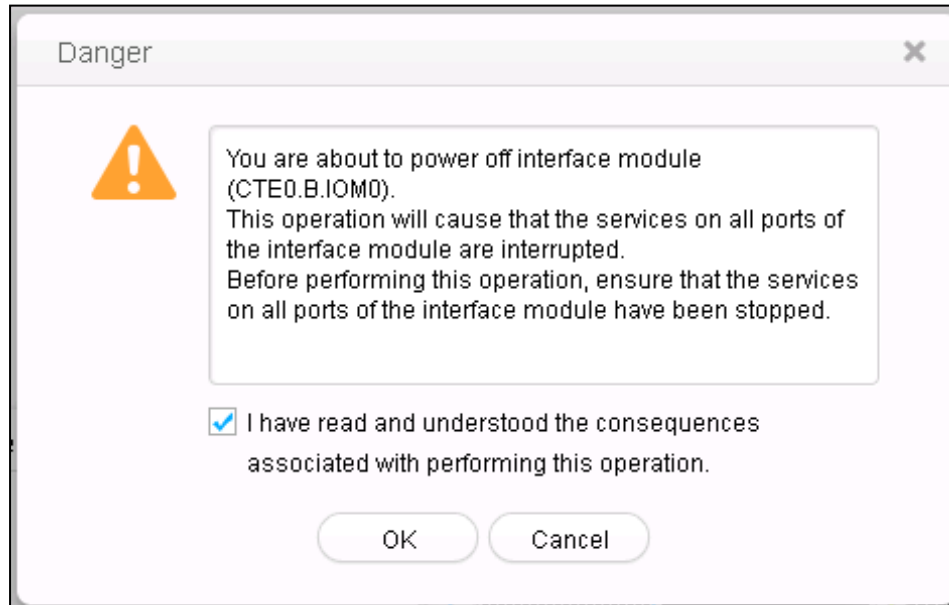 Danger
You are about to power off interface module
(CTE0.B.IOM0).
This operation will cause that the services on all ports of
the interface module are interrupted.
Before performing this operation, ensure that the services
on all ports of the interface module have been stopped.
I have read and understood the consequences
associated with performing this operation.
OK Cancel